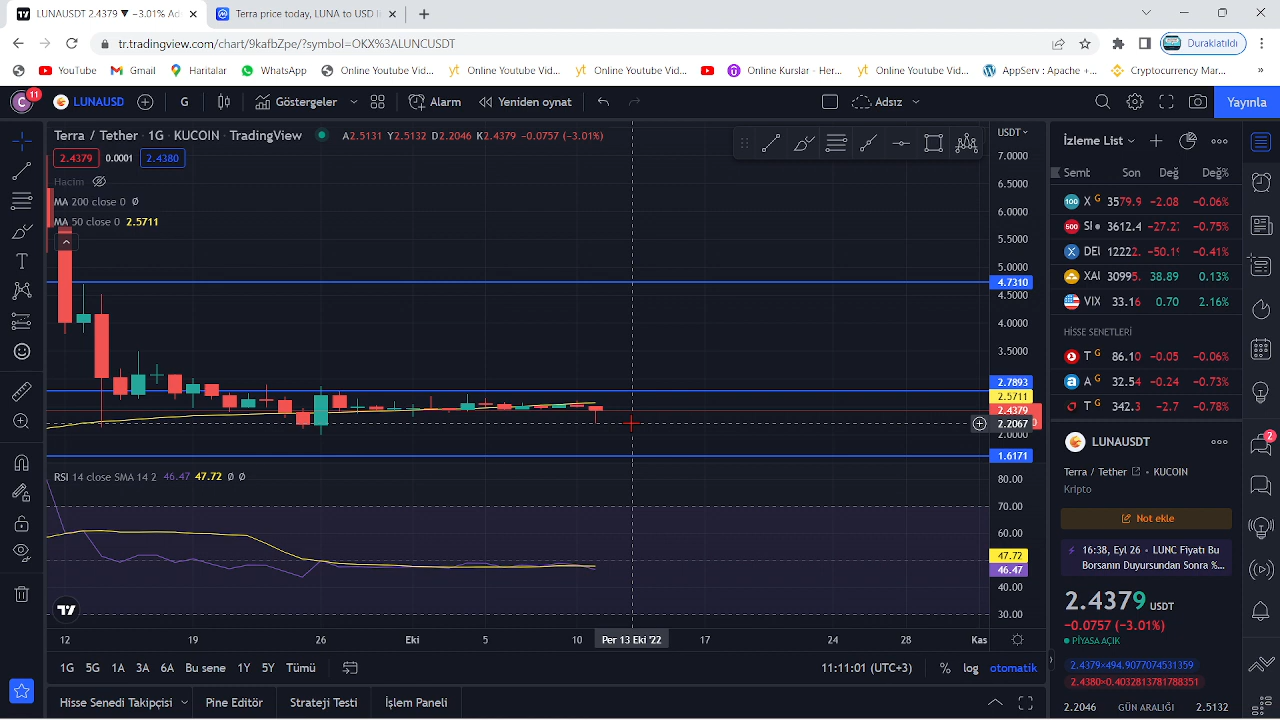 LUNAUSDT 2.4379 ▼ −3.01% Ad
Terra price today, LUNA to USD li
tr.tradingview.com/chart/9kafbZpe/?symbol=OKX%3ALUNCUSDT
Duraklatıldı
YouTube
Gmail
Haritalar
WhatsApp
Online Youtube Vid...
Online Youtube Vid...
Online Youtube Vid...
Online Kurslar - Her...
Online Youtube Vid...
AppServ : Apache +...
Cryptocurrency Mar...
»
C 11
LUNAUSD
G
Göstergeler
Alarm
Yeniden oynat
Adsız
Yayınla
Terra / Tether · 1G · KUCOIN · TradingView
A2.5131 Y2.5132 D2.2046 K2.4379 −0.0757 (−3.01%)
2.4379
0.0001
2.4380
Hacim
MA 200 close 0 Ø
MA 50 close 0 2.5711
USDT
7.0000
6.5000
6.0000
5.5000
5.0000
4.7310
4.5000
4.0000
3.5000
2.7893
2.5711
2.4379
2.2067
2.0000
1.6171
RSI 14 close SMA 14 2 46.47 47.72 Ø Ø
80.00
70.00
60.00
47.72
46.47
40.00
30.00
12
19
26
Eki
5
10
Per 13 Eki '22
17
24
28
Kas
1G
5G
1A
3A
6A
Bu sene
1Y
5Y
Tümü
11:11:01 (UTC+3)
%
log
otomatik
Hisse Senedi Takipçisi
Pine Editör
Strateji Testi
İşlem Paneli
İzleme List
Semt
Son
Değ
Değ%
100 X G 3579.9 −2.08 −0.06%
500 SI 3612.4 −27.2 −0.75%
DEI 12222. −50.1 −0.41%
XAI 30995. 38.89 0.13%
VIX 33.16 0.70 2.16%
HİSSE SENETLERİ
T G 86.10 −0.05 −0.06%
A G 32.54 −0.24 −0.73%
T G 342.3 −2.7 −0.78%
2
LUNAUSDT
Terra / Tether · KUCOIN
Kripto
Not ekle
16:38, Eyl 26 • LUNC Fiyatı Bu
Borsanın Duyurusundan Sonra %...
2.4379 USDT
−0.0757 (−3.01%)
PİYASA AÇIK
2.4379×494.9077074531359
2.4380×0.4032813781788351
2.2046 GÜN ARALIĞI 2.5132